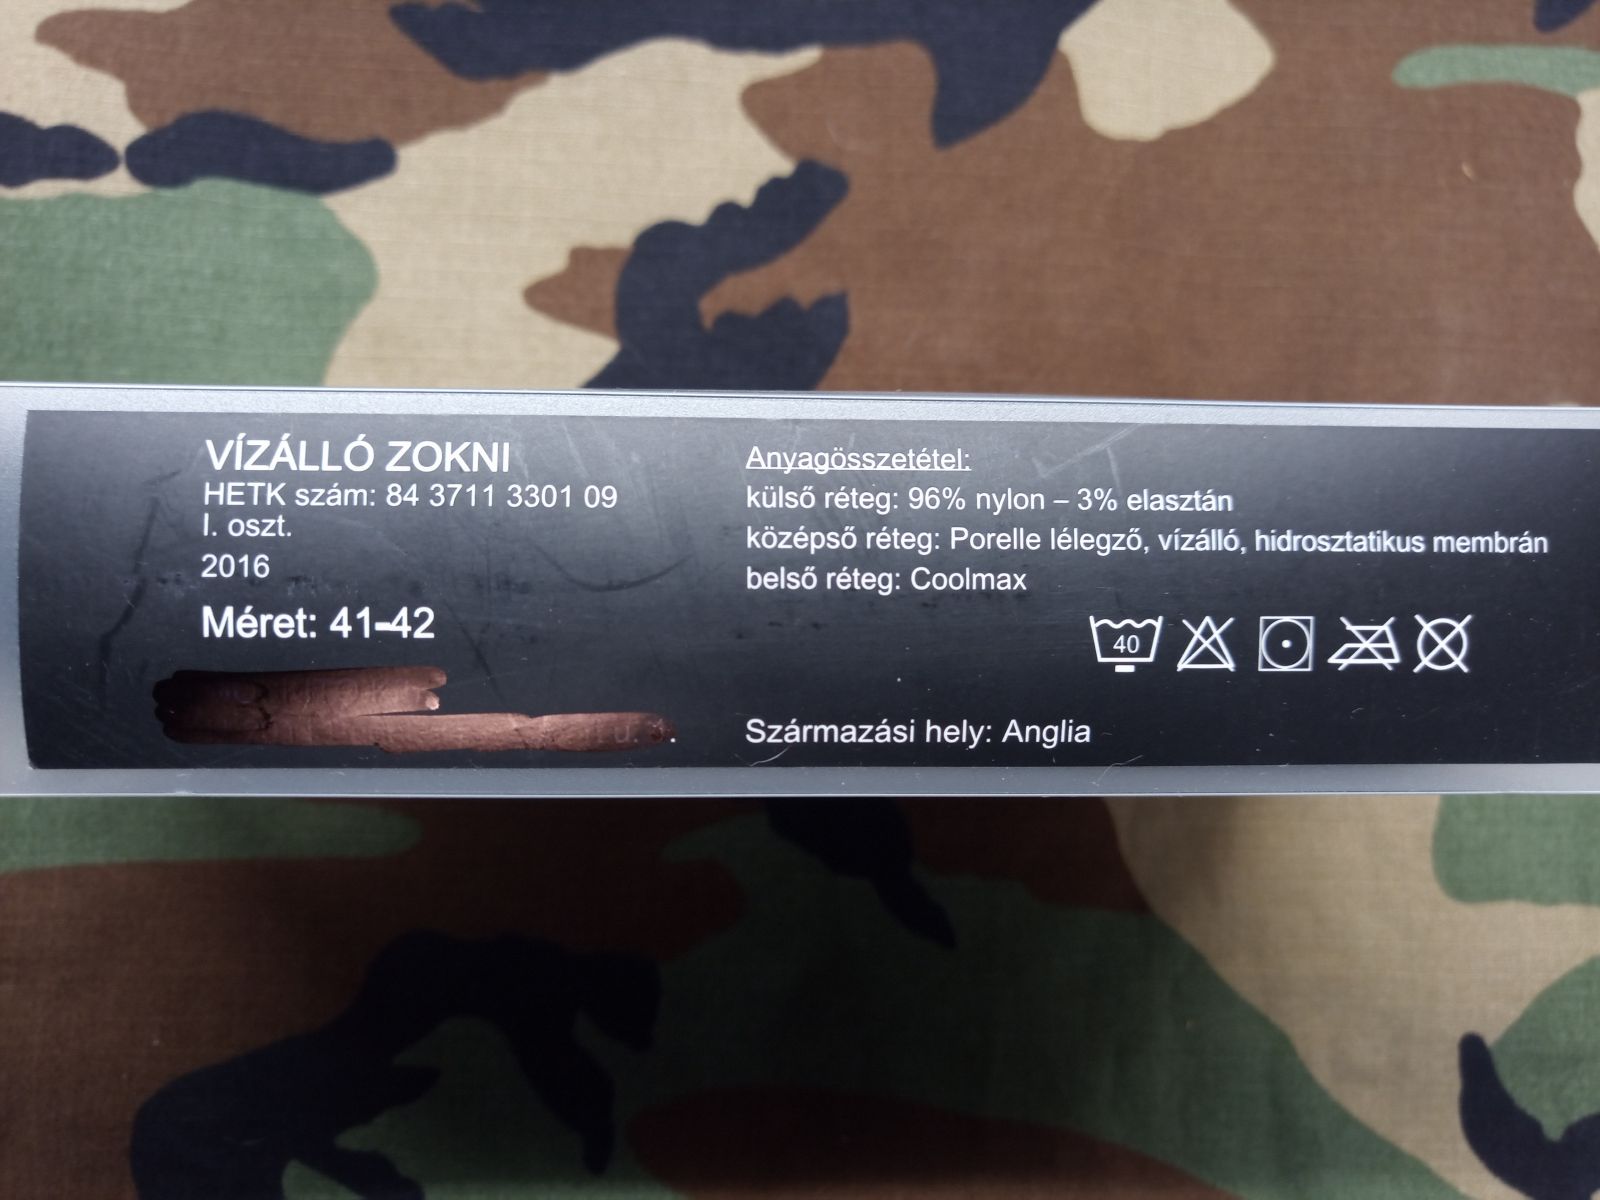 VÍZÁLLÓ ZOKNI
HETK szám: 84 3711 3301 09
I. oszt.
2016
Méret: 41-42
Anyagösszetétel:
külső réteg: 96% nylon – 3% elasztán
középső réteg: Porelle lélegző, vízálló, hidrosztatikus membrán
belső réteg: Coolmax
40
Származási hely: Anglia